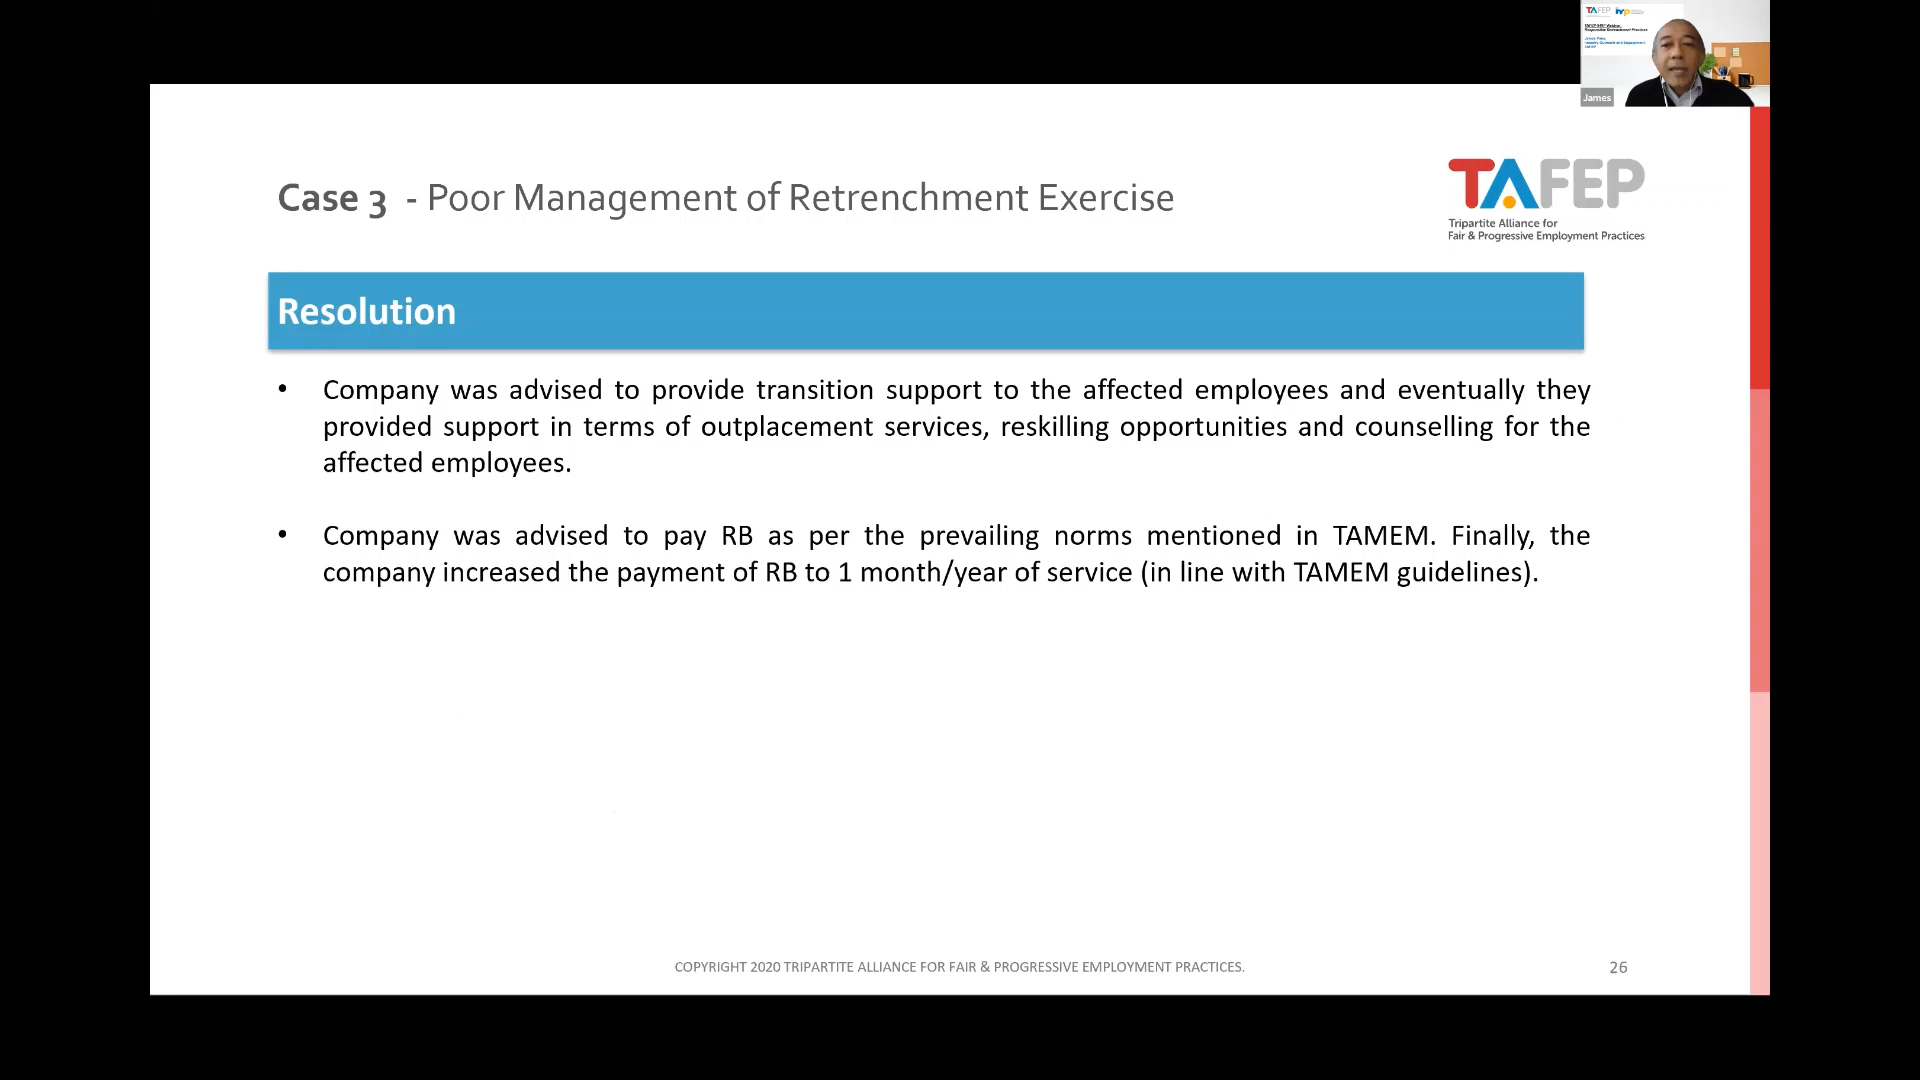 TAFEP
James
Case 3 - Poor Management of Retrenchment Exercise
TAFEP
Tripartite Alliance for
Fair & Progressive Employment Practices
Resolution
• Company was advised to provide transition support to the affected employees and eventually they
provided support in terms of outplacement services, reskilling opportunities and counselling for the
affected employees.
• Company was advised to pay RB as per the prevailing norms mentioned in TAMEM. Finally, the
company increased the payment of RB to 1 month/year of service (in line with TAMEM guidelines).
COPYRIGHT 2020 TRIPARTITE ALLIANCE FOR FAIR & PROGRESSIVE EMPLOYMENT PRACTICES.
26